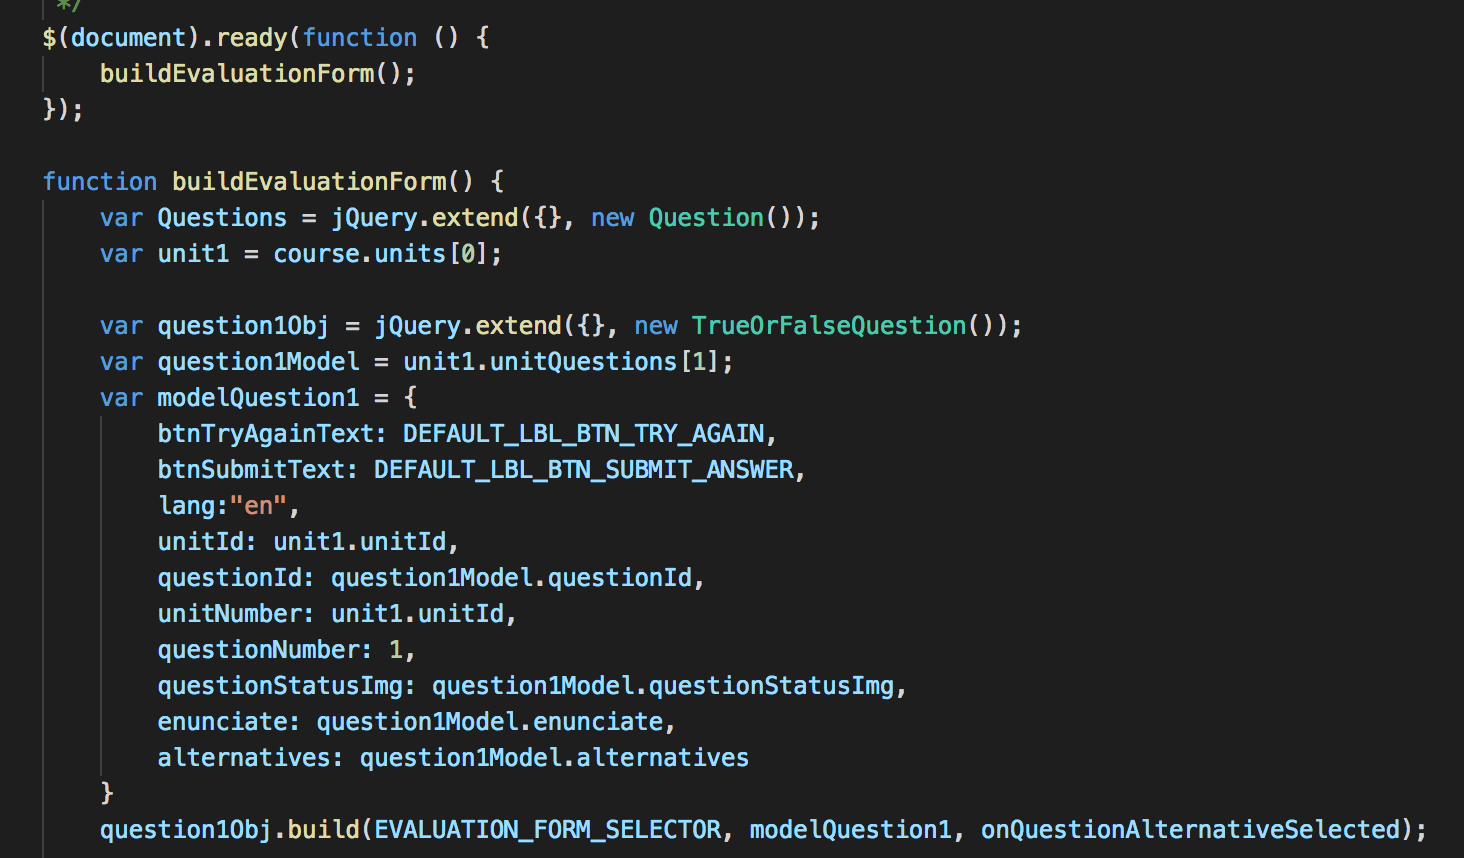 */
$(document).ready(function () {
    buildEvaluationForm();
});

function buildEvaluationForm() {
    var Questions = jQuery.extend({}, new Question());
    var unit1 = course.units[0];

    var question1Obj = jQuery.extend({}, new TrueOrFalseQuestion());
    var question1Model = unit1.unitQuestions[1];
    var modelQuestion1 = {
        btnTryAgainText: DEFAULT_LBL_BTN_TRY_AGAIN,
        btnSubmitText: DEFAULT_LBL_BTN_SUBMIT_ANSWER,
        lang:"en",
        unitId: unit1.unitId,
        questionId: question1Model.questionId,
        unitNumber: unit1.unitId,
        questionNumber: 1,
        questionStatusImg: question1Model.questionStatusImg,
        enunciate: question1Model.enunciate,
        alternatives: question1Model.alternatives
    }
    question1Obj.build(EVALUATION_FORM_SELECTOR, modelQuestion1, onQuestionAlternativeSelected);